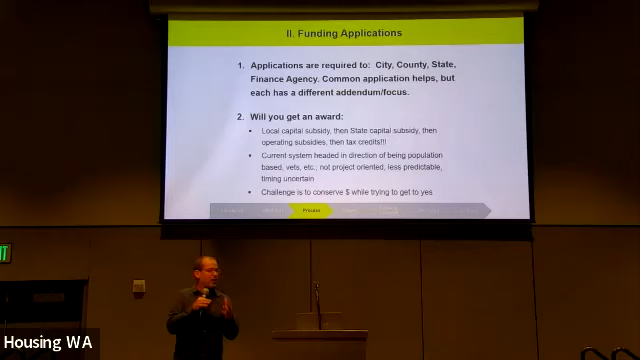 II. Funding Applications
1. Applications are required to: City, County, State,
Finance Agency. Common application helps, but
each has a different addendum/focus.
2. Will you get an award:
• Local capital subsidy, then State capital subsidy, then
operating subsidies, then tax credits!!!
• Current system headed in direction of being population
based, vets, etc., not project oriented, less predictable,
timing uncertain
• Challenge is to conserve $ while trying to get to yes
Process
IT
Housing WA